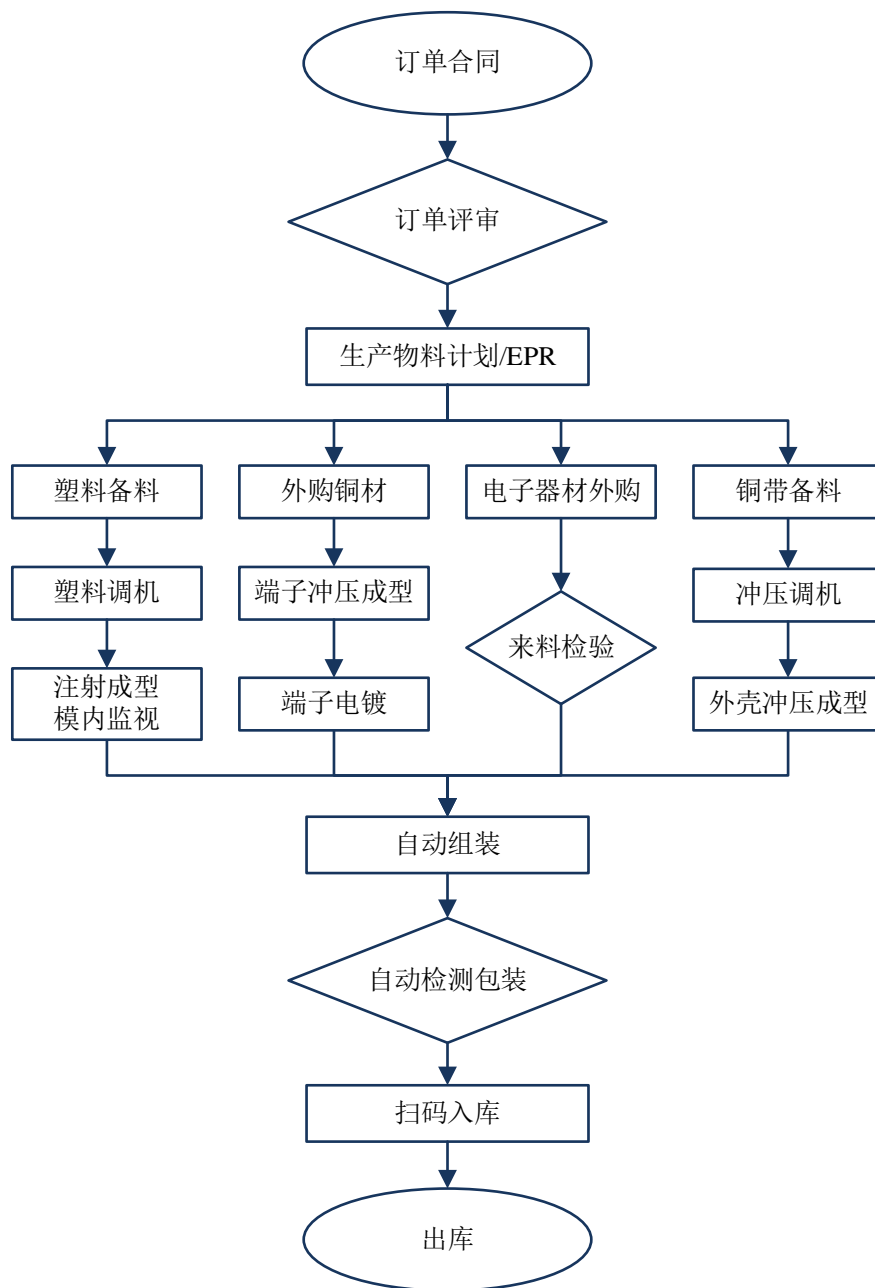 订单合同
订单评审
生产物料计划/EPR
塑料备料
外购铜材
电子器材外购
铜带备料
塑料调机
端子冲压成型
来料检验
冲压调机
注射成型
模内监视
端子电镀
外壳冲压成型
自动组装
自动检测包装
扫码入库
出库